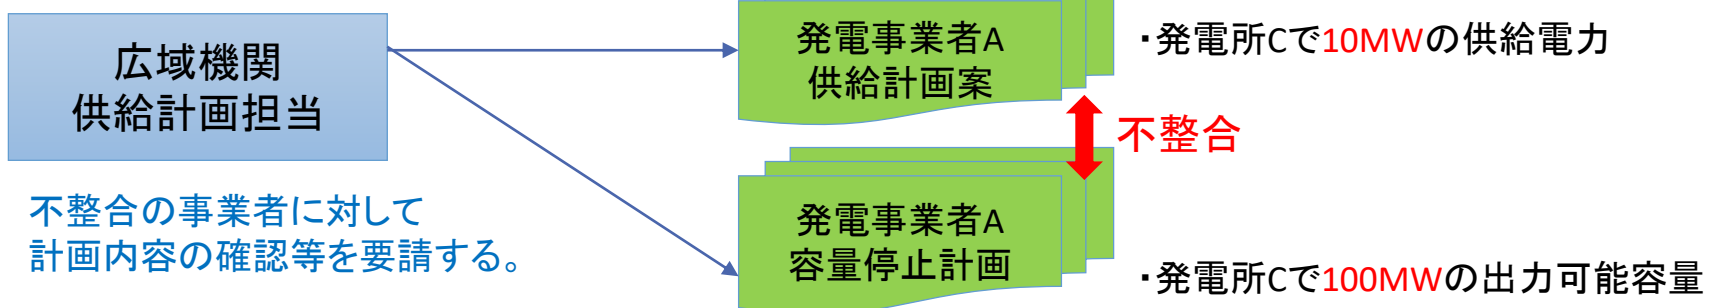 広域機関
供給計画担当
不整合の事業者に対して
計画内容の確認等を要請する。
発電事業者A
供給計画案
・発電所Cで10MWの供給電力
不整合
発電事業者A
容量停止計画
・発電所Cで100MWの出力可能容量